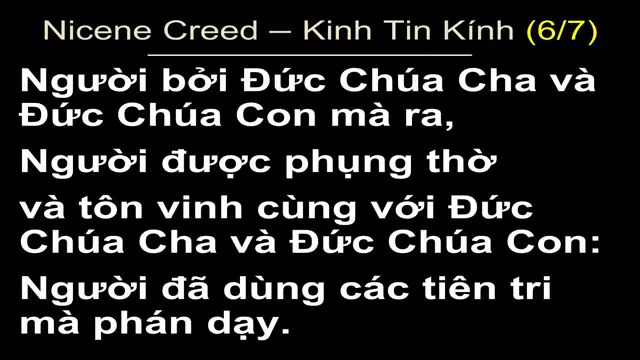 Nicene Creed – Kinh Tin Kính (6/7)
Người bởi Đức Chúa Cha và
Đức Chúa Con mà ra,
Người được phụng thờ
và tôn vinh cùng với Đức
Chúa Cha và Đức Chúa Con:
Người đã dùng các tiên tri
mà phán dạy.